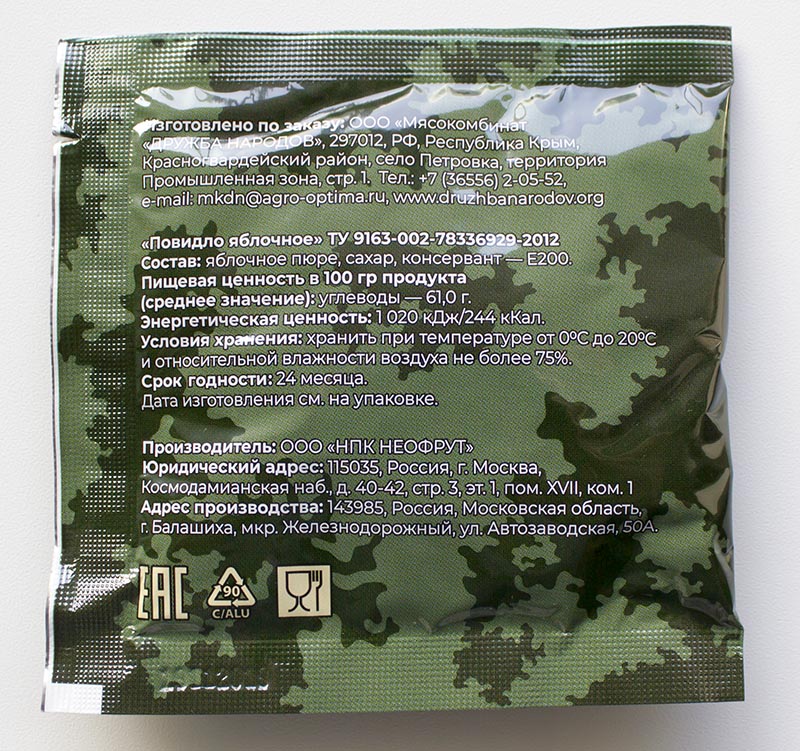 Изготовлено по заказу: ООО «Мясокомбинат
«ДРУЖБА НАРОДОВ», 297012, РФ, Республика Крым,
Красногвардейский район, село Петровка, территория
Промышленная зона, стр. 1. Тел.: +7 (36556) 2-05-52,
e-mail: mkdn@agro-optima.ru, www.druzhbanarodov.org
«Повидло яблочное» ТУ 9163-002-78336929-2012
Состав: яблочное пюре, сахар, консервант — Е200.
Пищевая ценность в 100 гр продукта
(среднее значение): углеводы — 61,0 г.
Энергетическая ценность: 1 020 кДж/244 кКал.
Условия хранения: хранить при температуре от 0ºС до 20ºС
и относительной влажности воздуха не более 75%.
Срок годности: 24 месяца.
Дата изготовления см. на упаковке.
Производитель: ООО «НПК НЕОФРУТ»
Юридический адрес: 115035, Россия, г. Москва,
Космодамианская наб., д. 40-42, стр. 3, эт. 1, пом. XVII, ком. 1
Адрес производства: 143985, Россия, Московская область,
г. Балашиха, мкр. Железнодорожный, ул. Автозаводская, 50А.
ЕАС 90
C/ALU